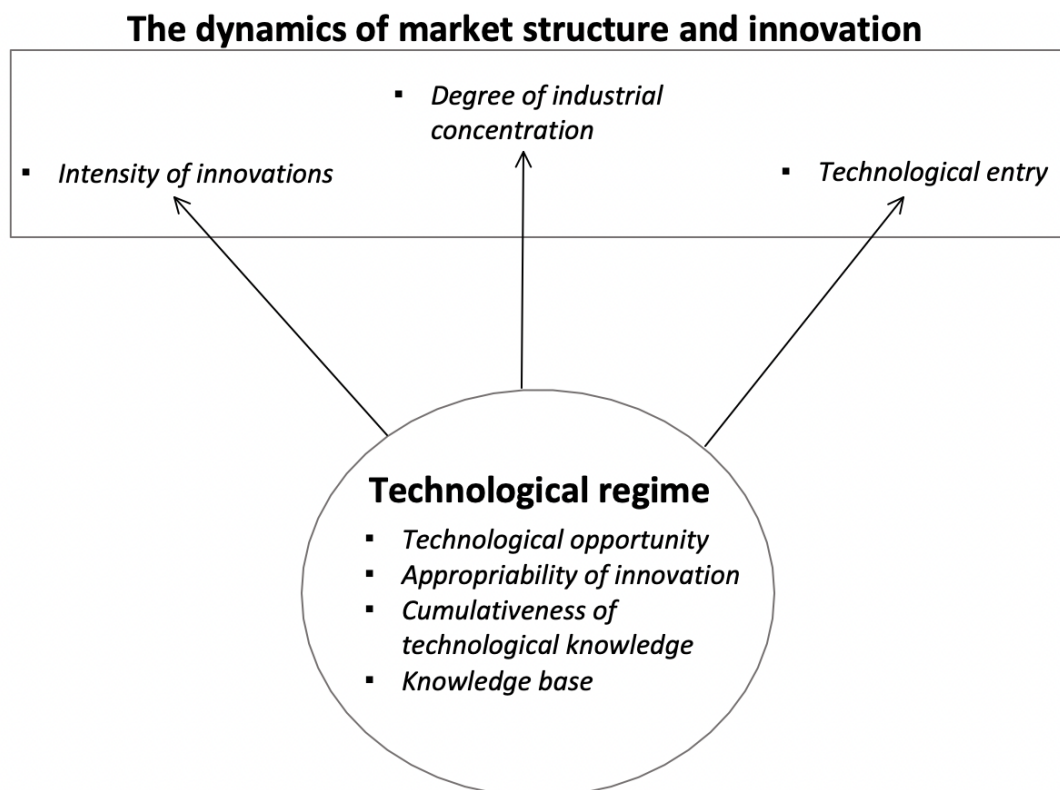 The dynamics of market structure and innovation
▪ Degree of industrial
concentration
▪ Intensity of innovations
▪ Technological entry
Technological regime
▪ Technological opportunity
▪ Appropriability of innovation
▪ Cumulativeness of
technological knowledge
▪ Knowledge base